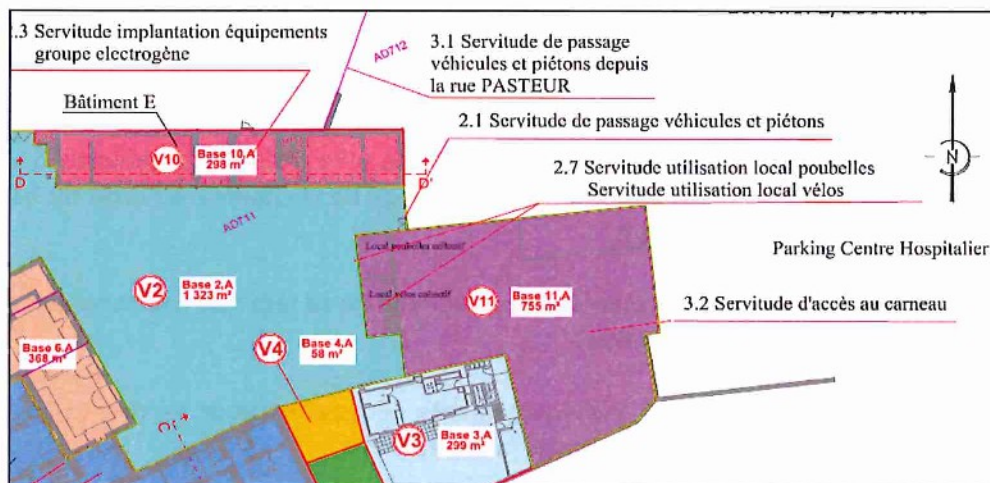 .3 Servitude implantation équipements
groupe electrogène
AD712
3.1 Servitude de passage
véhicules et piétons depuis
la rue PASTEUR
Bâtiment E
2.1 Servitude de passage véhicules et piétons
V10
Base 10,A
298 m²
D
D'
2.7 Servitude utilisation local poubelles
Servitude utilisation local vélos
N
AD711
Local poubelles collectif
Parking Centre Hospitalier
V2
Base 2,A
1 323 m²
Local vélos collectif
V11
Base 11,A
755 m²
3.2 Servitude d'accès au carneau
V4
Base 4,A
58 m²
Base 6,A
368 m²
C
V3
Base 3,A
299 m²